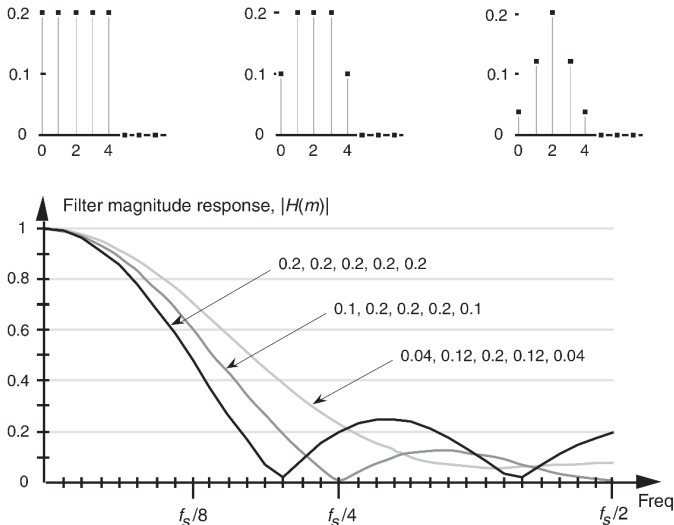 0.2
0.1
0
0 2 4
0.2
0.1
0
0 2 4
0.2
0.1
0
0 2 4
Filter magnitude response, |H(m)|
1
0.8
0.6
0.4
0.2
0
0.2, 0.2, 0.2, 0.2, 0.2
0.1, 0.2, 0.2, 0.2, 0.1
0.04, 0.12, 0.2, 0.12, 0.04
Freq
fs/8
fs/4
fs/2